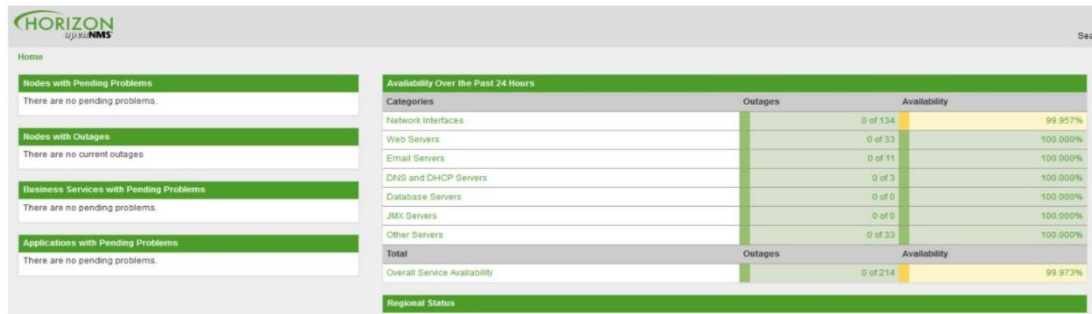 HORIZON
openNMS
Sea
Home
Nodes with Pending Problems
There are no pending problems.
Nodes with Outages
There are no current outages
Business Services with Pending Problems
There are no pending problems.
Applications with Pending Problems
There are no pending problems.
Availability Over the Past 24 Hours
Categories Outages Availability
Network Interfaces 0 of 134 99.957%
Web Servers 0 of 33 100.000%
Email Servers 0 of 11 100.000%
DNS and DHCP Servers 0 of 3 100.000%
Database Servers 0 of 0 100.000%
JMX Servers 0 of 0 100.000%
Other Servers 0 of 33 100.000%
Total Outages Availability
Overall Service Availability 0 of 214 99.973%
Regional Status